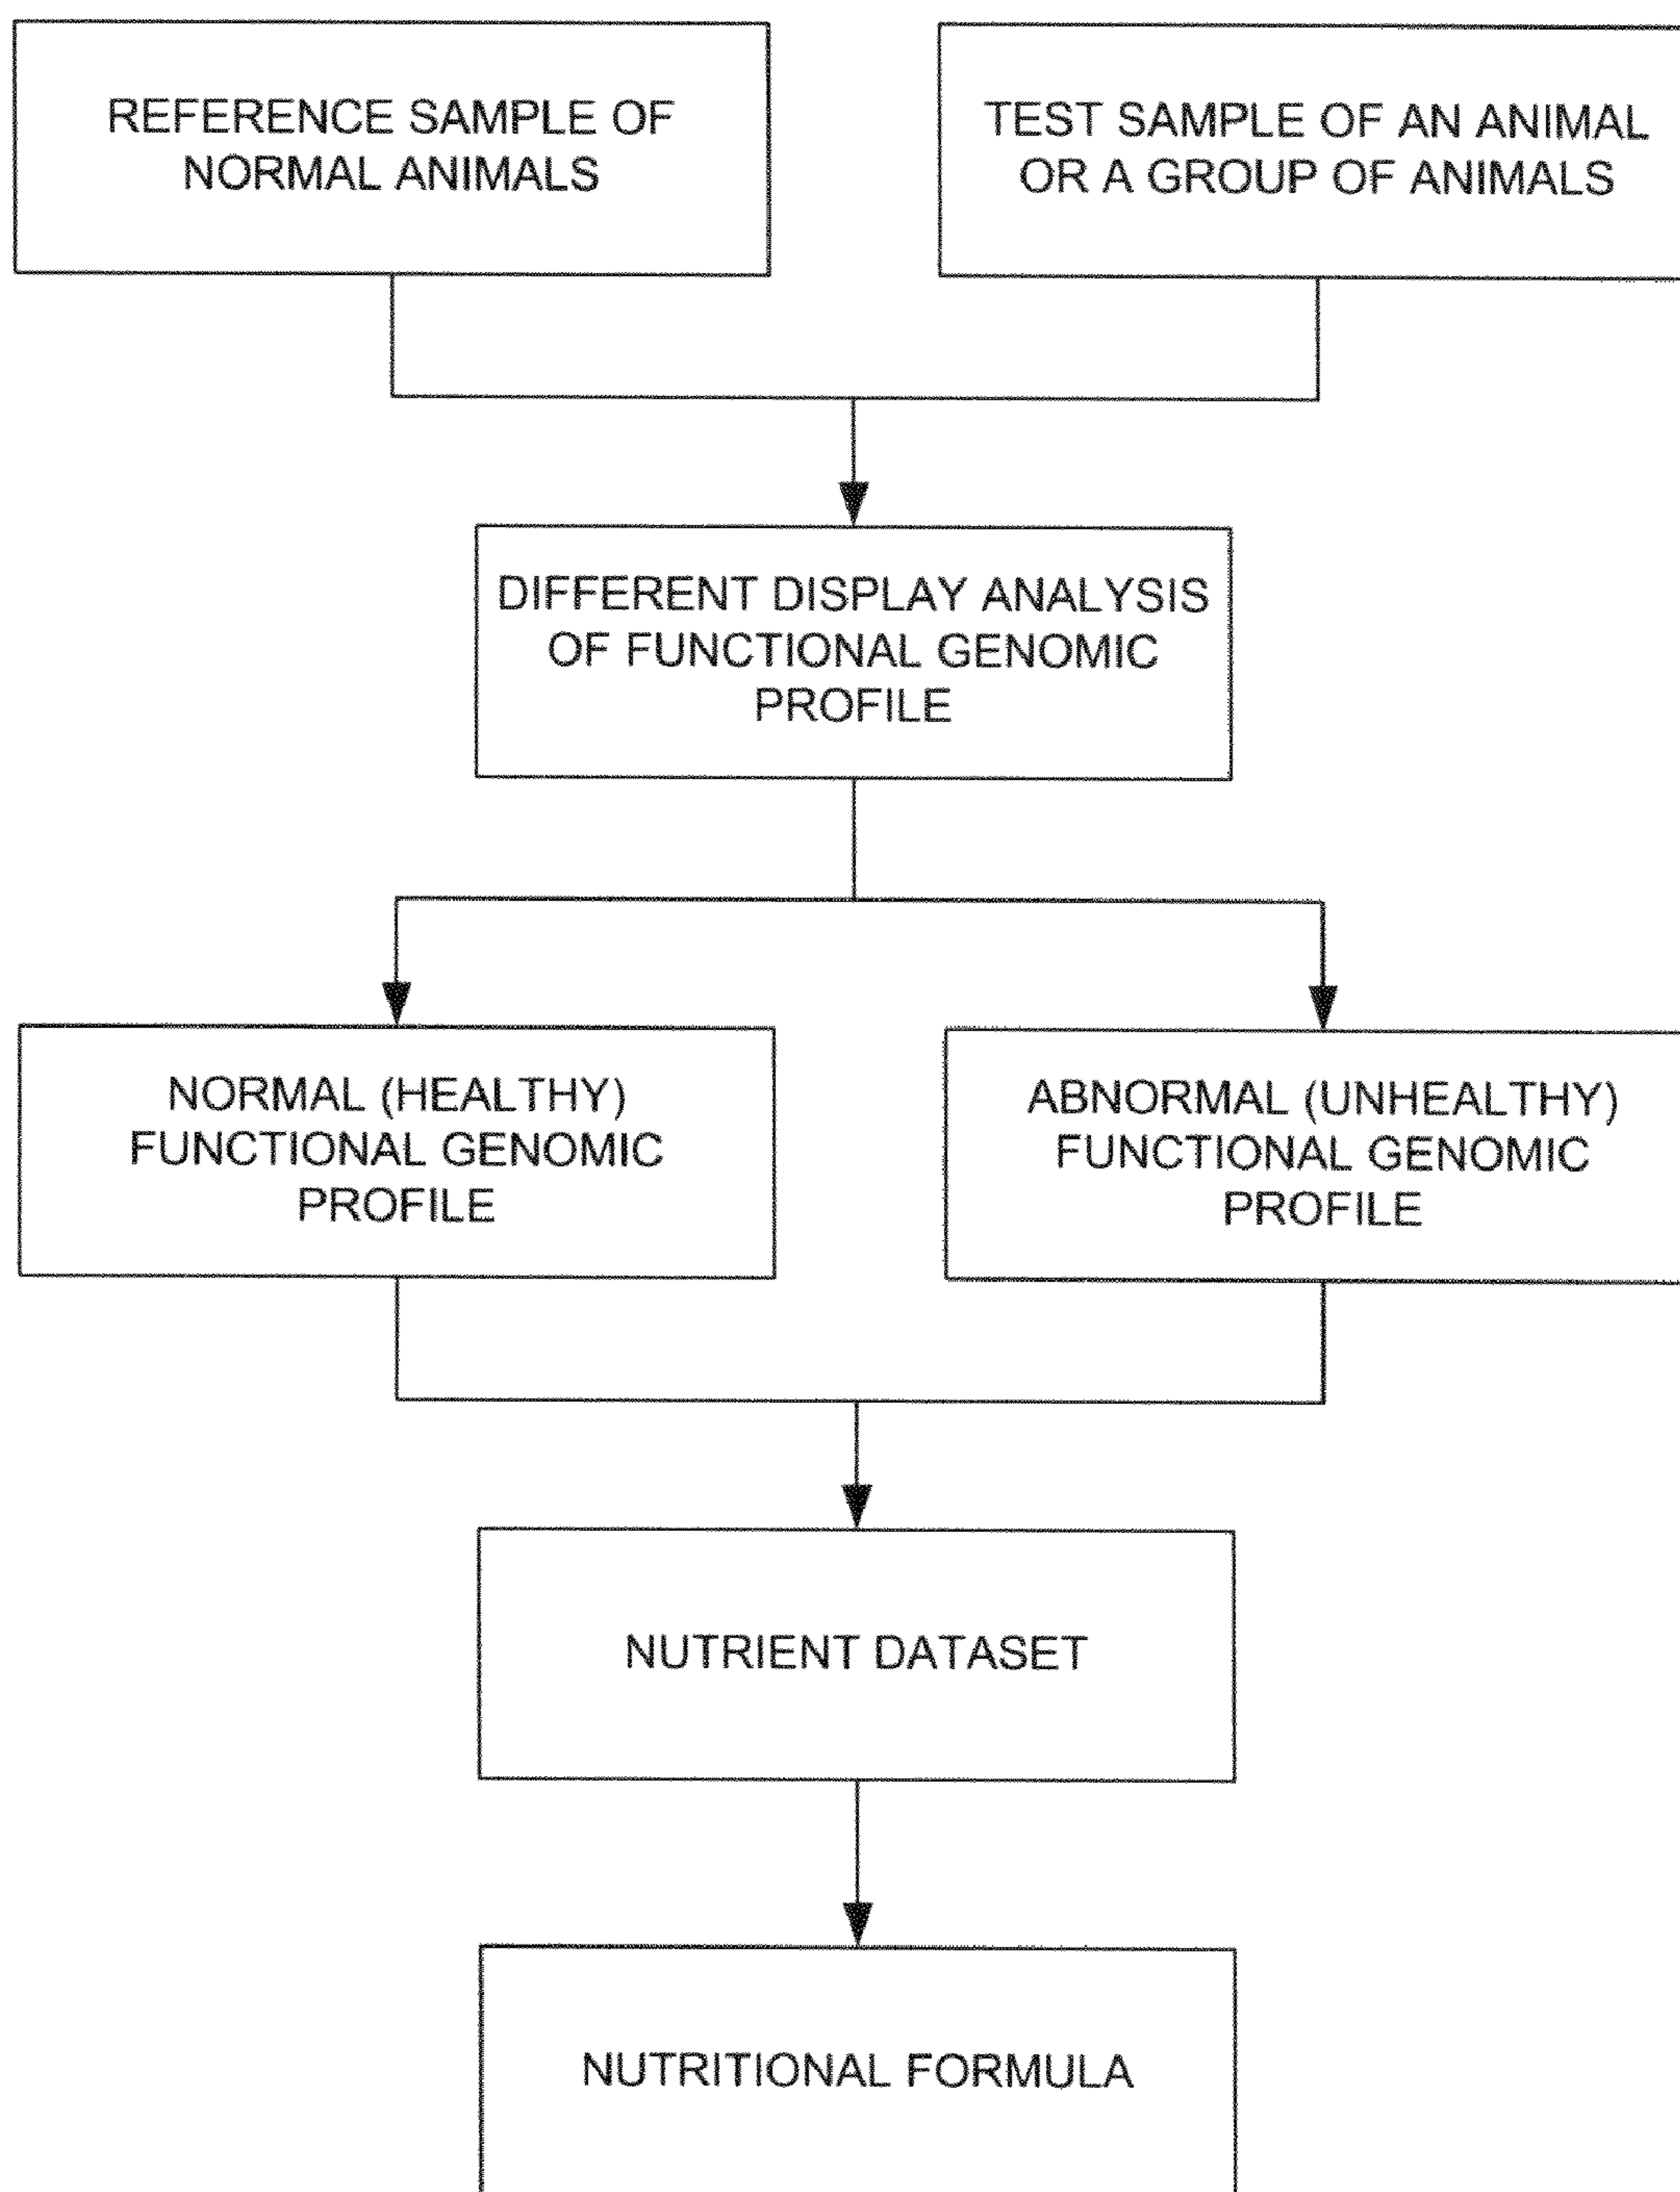 REFERENCE SAMPLE OF
NORMAL ANIMALS
TEST SAMPLE OF AN ANIMAL
OR A GROUP OF ANIMALS
DIFFERENT DISPLAY ANALYSIS
OF FUNCTIONAL GENOMIC
PROFILE
NORMAL (HEALTHY)
FUNCTIONAL GENOMIC
PROFILE
ABNORMAL (UNHEALTHY)
FUNCTIONAL GENOMIC
PROFILE
NUTRIENT DATASET
NUTRITIONAL FORMULA